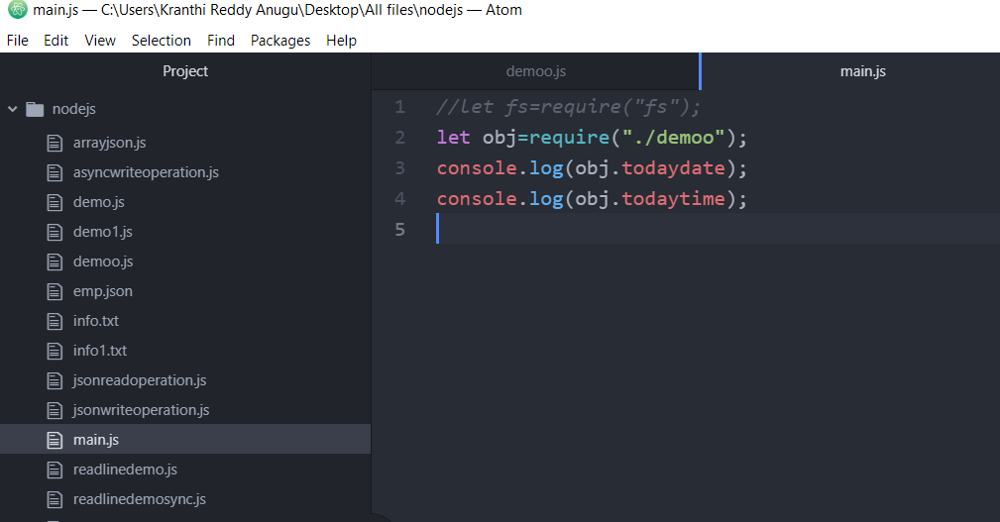 main.js — C:\Users\Kranthi Reddy Anugu\Desktop\All files\nodejs — Atom
File Edit View Selection Find Packages Help
Project
nodejs
arrayjson.js
asyncwriteoperation.js
demo.js
demo1.js
demoo.js
emp.json
info.txt
info1.txt
jsonreadoperation.js
jsonwriteoperation.js
main.js
readlinedemo.js
readlinedemosync.js
demoo.js main.js
1 //let fs=require("fs");
2 let obj=require("./demoo");
3 console.log(obj.todaydate);
4 console.log(obj.todaytime);
5